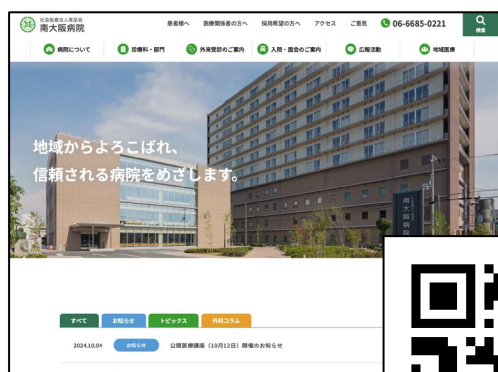 社会医療法人景岳会
南大阪病院
患者様へ 医療関係者の方へ 採用希望の方へ アクセス ご意見 06-6685-0221 検索
病院について 診療科・部門 外来受診のご案内 入院・面会のご案内 広報活動 地域医療
地域からよろこばれ、
信頼される病院をめざします。
南大阪病院
すべて お知らせ トピックス 外科コラム
2024.10.04 お知らせ 公開医療講座（10月12日）開催のお知らせ